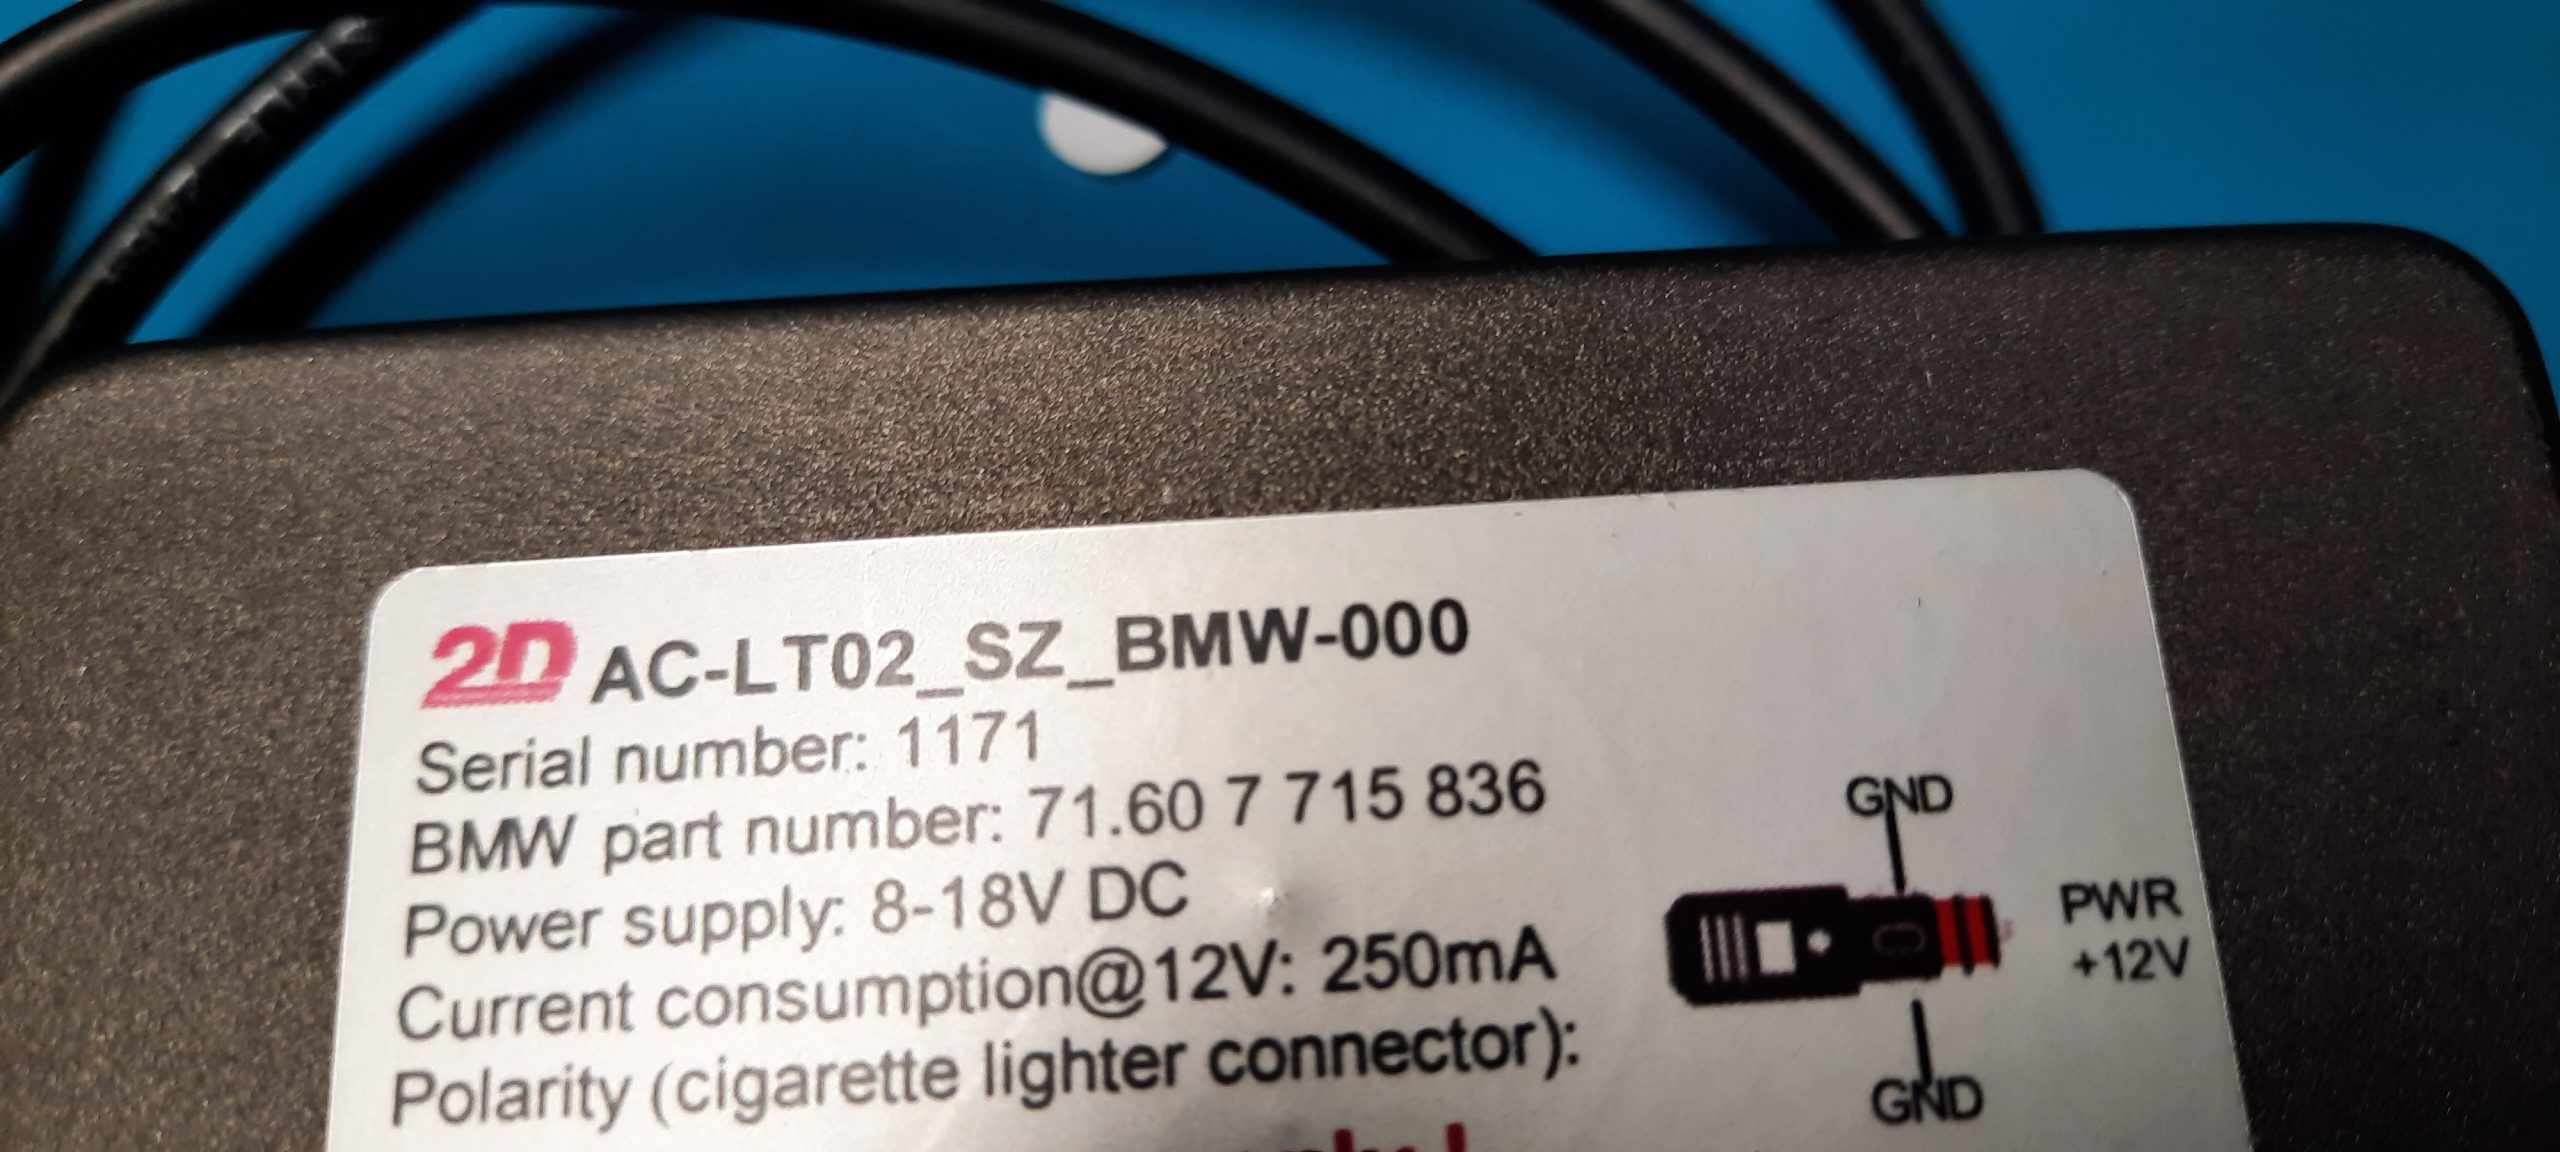 2D AC-LT02_SZ_BMW-000
Serial number: 1171
BMW part number: 71.60 7 715 836
Power supply: 8-18V DC
Current consumption@12V: 250mA
Polarity (cigarette lighter connector):
GND
PWR
+12V
GND